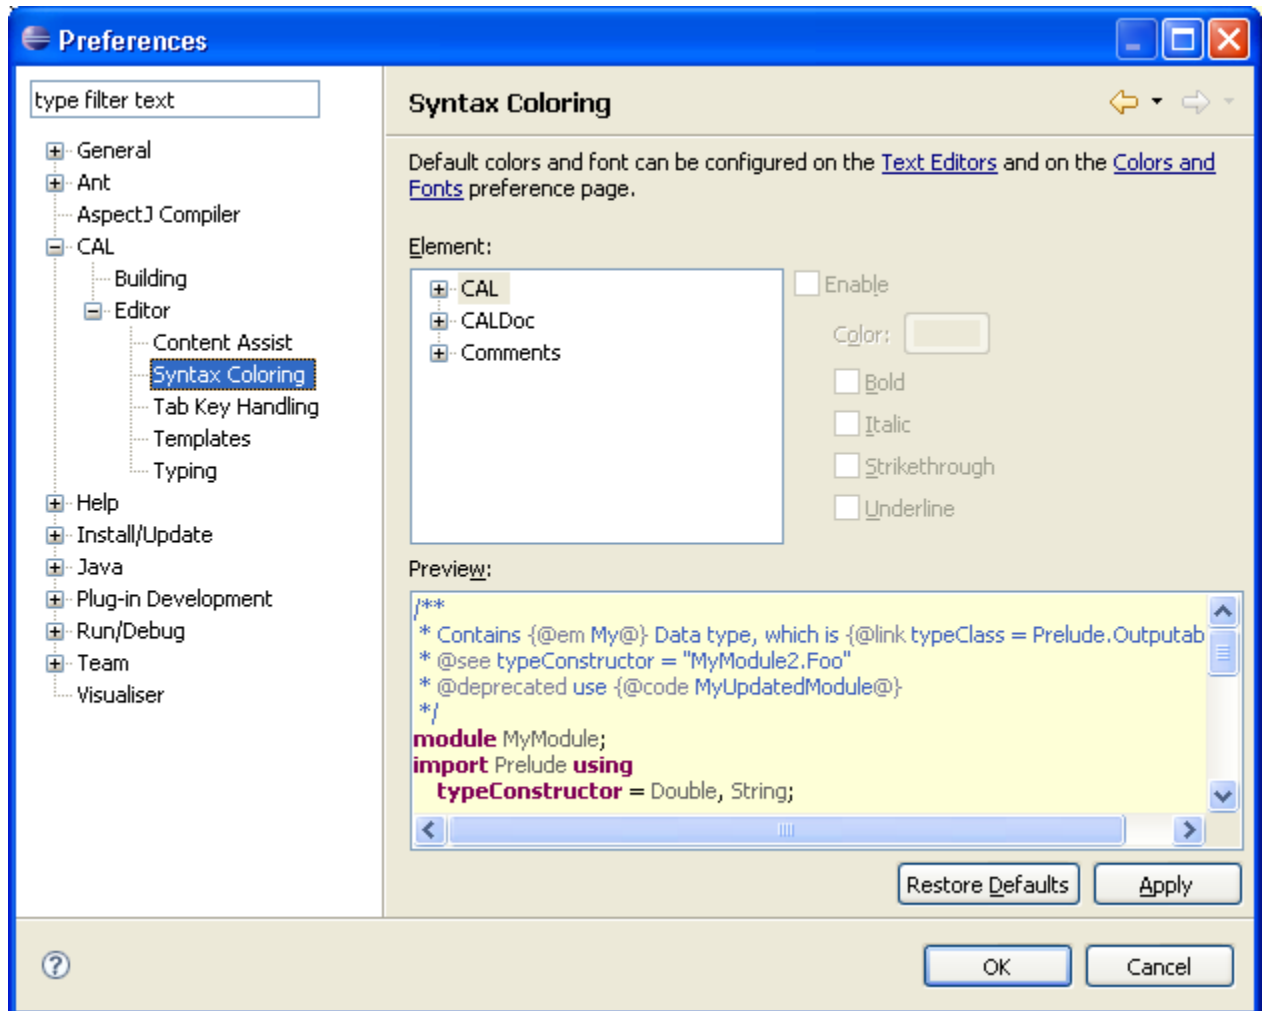 Preferences
type filter text
General
Ant
AspectJ Compiler
CAL
Building
Editor
Content Assist
Syntax Coloring
Tab Key Handling
Templates
Typing
Help
Install/Update
Java
Plug-in Development
Run/Debug
Team
Visualiser
Syntax Coloring
Default colors and font can be configured on the Text Editors and on the Colors and
Fonts preference page.
Element:
CAL
CALDoc
Comments
Enable
Color:
Bold
Italic
Strikethrough
Underline
Preview:
/**
* Contains {@em My@} Data type, which is {@link typeClass = Prelude.Outputab
* @see typeConstructor = "MyModule2.Foo"
* @deprecated use {@code MyUpdatedModule@}
*/
module MyModule;
import Prelude using
typeConstructor = Double, String;
Restore Defaults
Apply
OK
Cancel